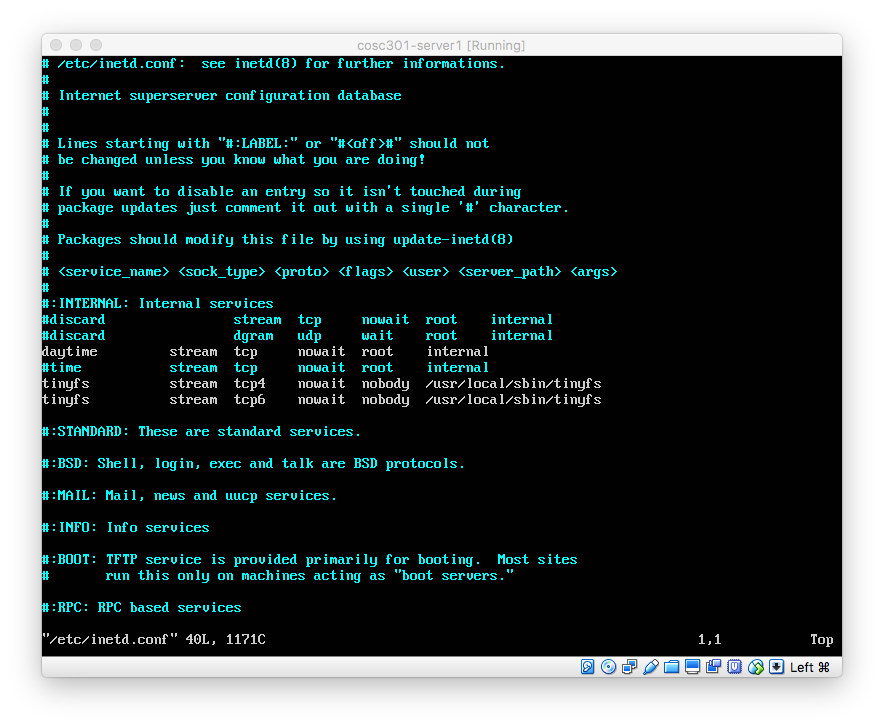 cosc301-server1 [Running]
# /etc/inetd.conf:  see inetd(8) for further informations.
#
# Internet superserver configuration database
#
#
# Lines starting with "#:LABEL:" or "#<off>#" should not
# be changed unless you know what you are doing!
#
# If you want to disable an entry so it isn't touched during
# package updates just comment it out with a single '#' character.
#
# Packages should modify this file by using update-inetd(8)
#
# <service_name> <sock_type> <proto> <flags> <user> <server_path> <args>
#
#:INTERNAL: Internal services
#discard                stream  tcp     nowait  root    internal
#discard                dgram   udp     wait    root    internal
daytime         stream  tcp     nowait  root    internal
#time           stream  tcp     nowait  root    internal
tinyfs          stream  tcp4    nowait  nobody  /usr/local/sbin/tinyfs
tinyfs          stream  tcp6    nowait  nobody  /usr/local/sbin/tinyfs
#:STANDARD: These are standard services.
#:BSD: Shell, login, exec and talk are BSD protocols.
#:MAIL: Mail, news and uucp services.
#:INFO: Info services
#:BOOT: TFTP service is provided primarily for booting.  Most sites
#       run this only on machines acting as "boot servers."
#:RPC: RPC based services
"/etc/inetd.conf" 40L, 1171C                                                      1,1           Top
Left ⌘